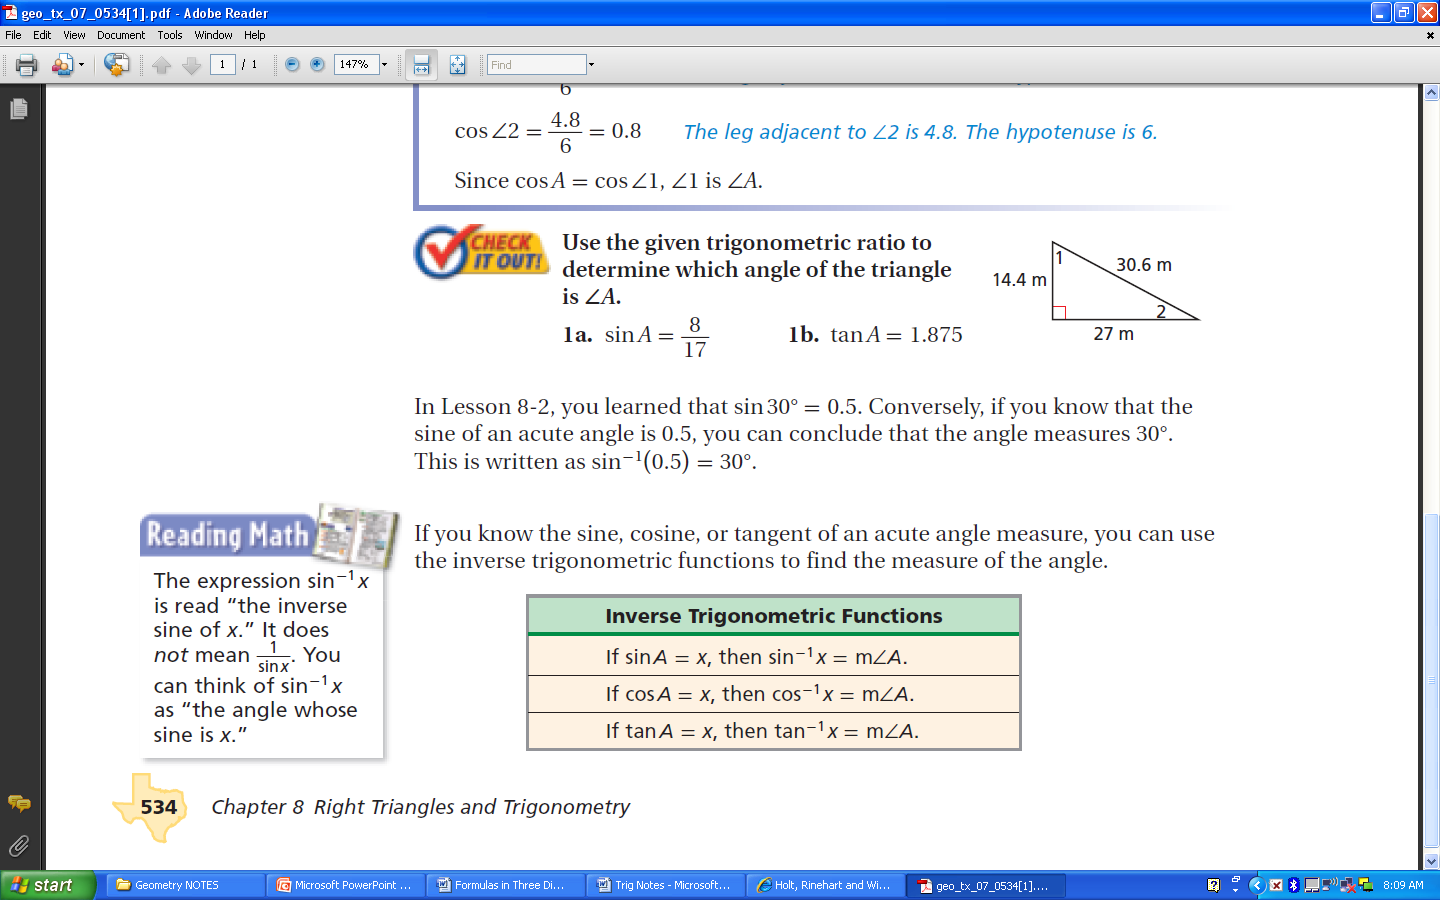 geo_tx_07_0534[1].pdf - Adobe Reader
File Edit View Document Tools Window Help
1 / 1 147% Find
6
cos ∠2 = 4.8/6 = 0.8 The leg adjacent to ∠2 is 4.8. The hypotenuse is 6.
Since cos A = cos ∠1, ∠1 is ∠A.
CHECK
IT OUT!
Use the given trigonometric ratio to
determine which angle of the triangle
is ∠A.
1a. sin A = 8/17 1b. tan A = 1.875
1
30.6 m
14.4 m
2
27 m
In Lesson 8-2, you learned that sin 30° = 0.5. Conversely, if you know that the
sine of an acute angle is 0.5, you can conclude that the angle measures 30°.
This is written as sin⁻¹(0.5) = 30°.
Reading Math
The expression sin⁻¹x
is read “the inverse
sine of x.” It does
not mean 1/sin x. You
can think of sin⁻¹x
as “the angle whose
sine is x.”
If you know the sine, cosine, or tangent of an acute angle measure, you can use
the inverse trigonometric functions to find the measure of the angle.
Inverse Trigonometric Functions
If sin A = x, then sin⁻¹x = m∠A.
If cos A = x, then cos⁻¹x = m∠A.
If tan A = x, then tan⁻¹x = m∠A.
534 Chapter 8 Right Triangles and Trigonometry
start Geometry NOTES Microsoft PowerPoint ... Formulas in Three Di... Trig Notes - Microsoft... Holt, Rinehart and Wi... geo_tx_07_0534[1].... 8:09 AM